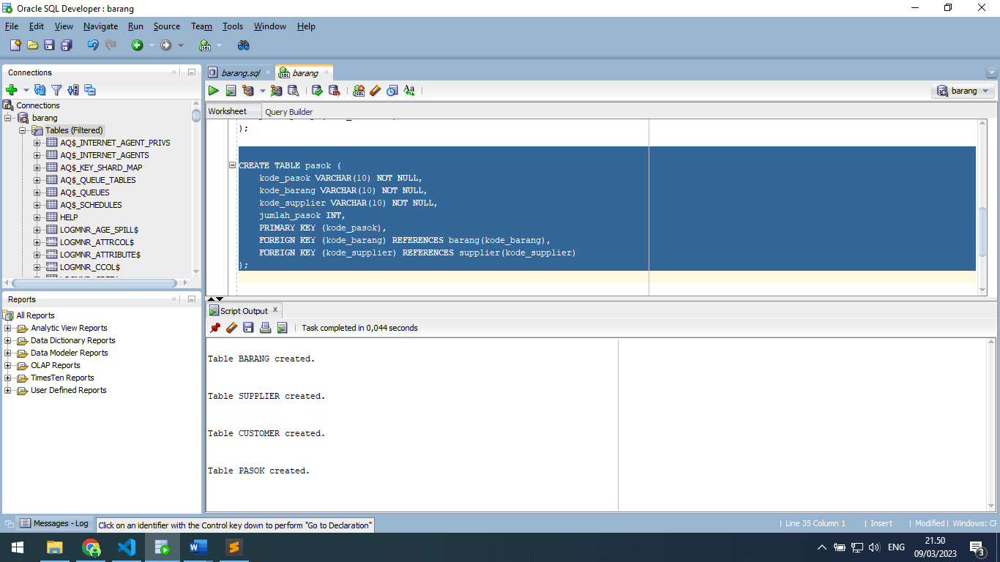 Oracle SQL Developer : barang
File Edit View Navigate Run Source Team Tools Window Help
Connections
Connections
barang
Tables (Filtered)
AQ$_INTERNET_AGENT_PRIVS
AQ$_INTERNET_AGENTS
AQ$_KEY_SHARD_MAP
AQ$_QUEUE_TABLES
AQ$_QUEUES
AQ$_SCHEDULES
HELP
LOGMNR_AGE_SPILL$
LOGMNR_ATTRCOL$
LOGMNR_ATTRIBUTE$
LOGMNR_CCOL$
Reports
All Reports
Analytic View Reports
Data Dictionary Reports
Data Modeler Reports
OLAP Reports
TimesTen Reports
User Defined Reports
barang.sql barang
barang
Worksheet Query Builder
);
CREATE TABLE pasok (
kode_pasok VARCHAR(10) NOT NULL,
kode_barang VARCHAR(10) NOT NULL,
kode_supplier VARCHAR(10) NOT NULL,
jumlah_pasok INT,
PRIMARY KEY (kode_pasok),
FOREIGN KEY (kode_barang) REFERENCES barang(kode_barang),
FOREIGN KEY (kode_supplier) REFERENCES supplier(kode_supplier)
);
Script Output
Task completed in 0,044 seconds
Table BARANG created.
Table SUPPLIER created.
Table CUSTOMER created.
Table PASOK created.
Messages - Log
Click on an identifier with the Control key down to perform "Go to Declaration"
Line 35 Column 1 Insert Modified Windows: CF
ENG
21.50
09/03/2023
3